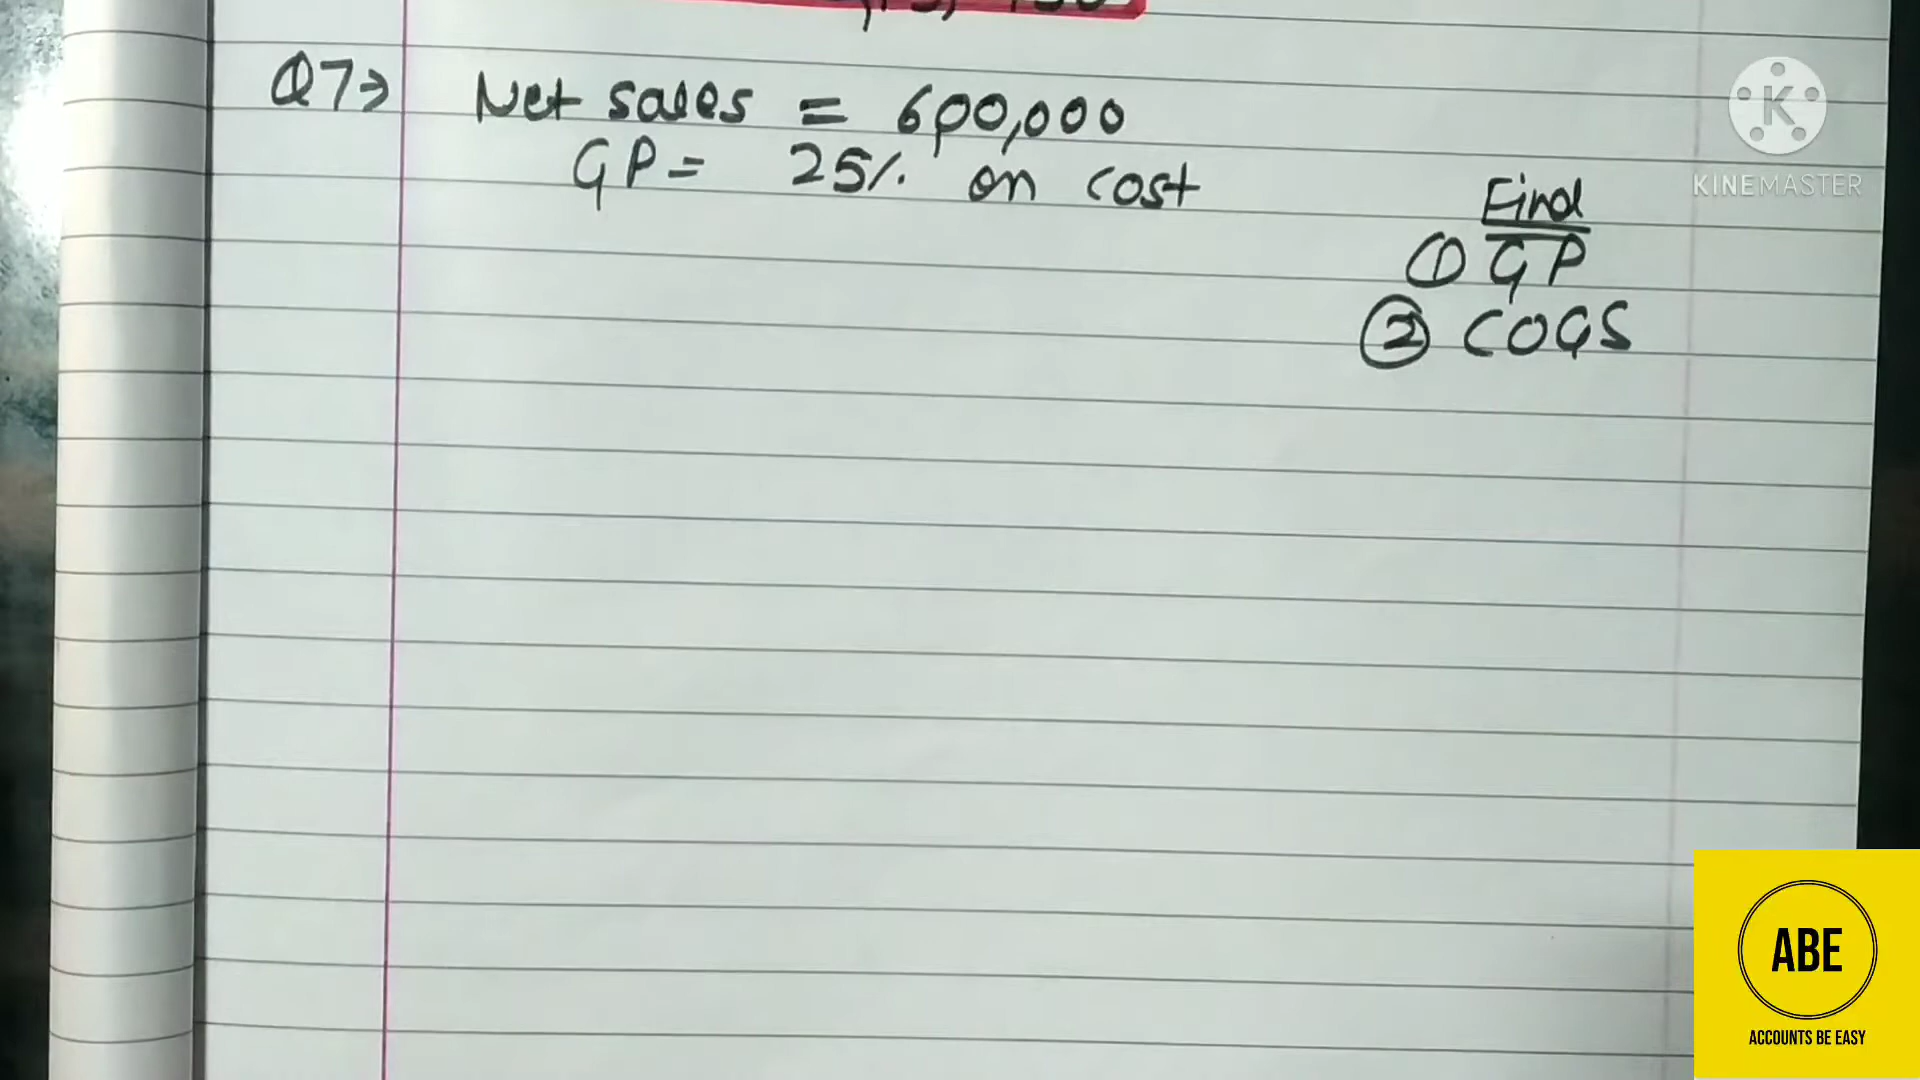 Q7→ Net sales = 600,000
GP = 25% on cost
Find
① GP
② COGS
K
KINEMASTER
ABE
ACCOUNTS BE EASY